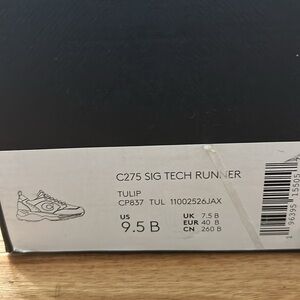 C275 SIG TECH RUNNER
TULIP
CP837 TUL 11002526JAX
US
9.5 B
UK 7.5 B
EUR 40 B
CN 260 B